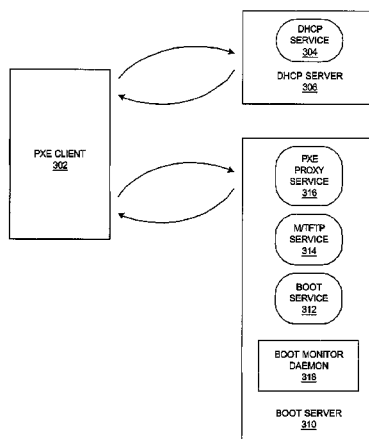 DHCP
SERVICE
304
DHCP SERVER
306
PXE CLIENT
302
PXE
PROXY
SERVICE
316
M/TFTP
SERVICE
314
BOOT
SERVICE
312
BOOT MONITOR
DAEMON
318
BOOT SERVER
310